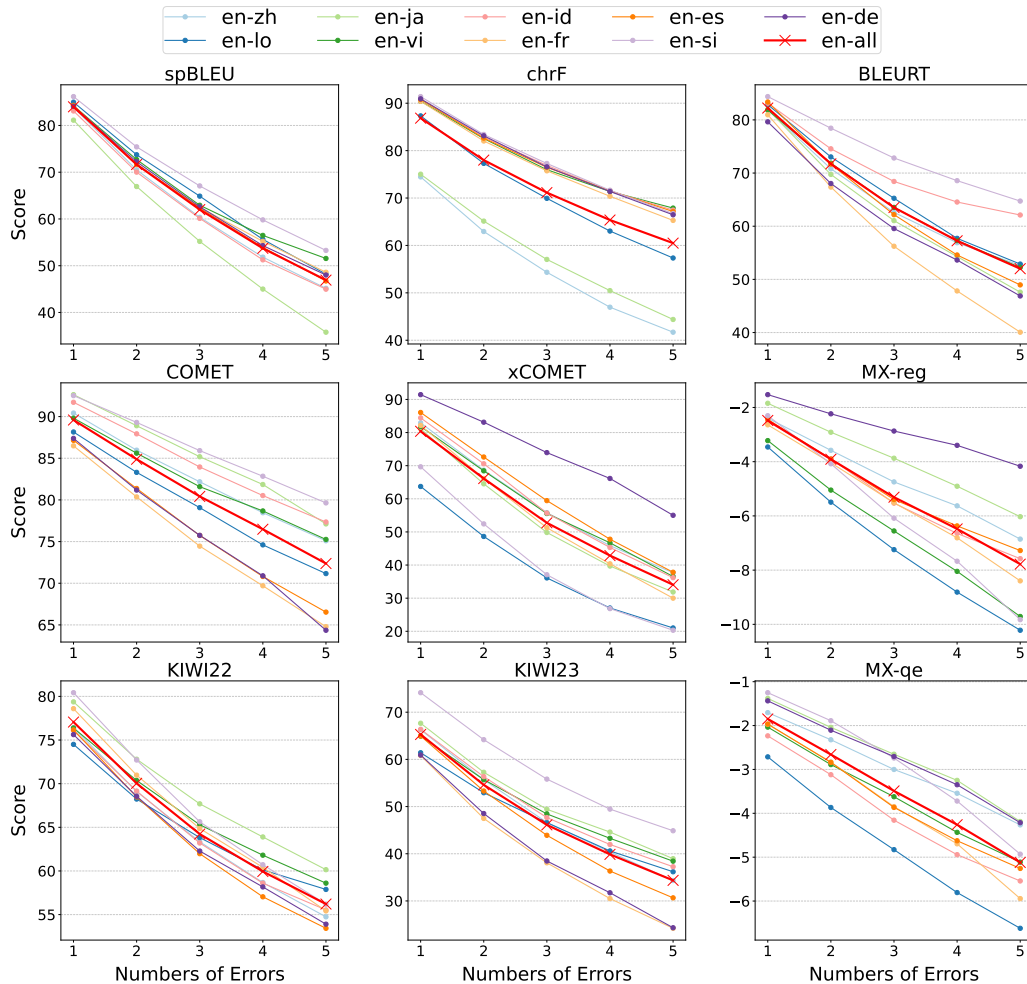 en-zh en-ja en-id en-es en-de
en-lo en-vi en-fr en-si en-all
spBLEU chrF BLEURT
Score
80
70
60
50
40
1 2 3 4 5
90
80
70
60
50
40
1 2 3 4 5
80
70
60
50
40
1 2 3 4 5
COMET xCOMET MX-reg
Score
90
85
80
75
70
65
1 2 3 4 5
90
80
70
60
50
40
30
20
1 2 3 4 5
−2
−4
−6
−8
−10
1 2 3 4 5
KIWI22 KIWI23 MX-qe
Score
80
75
70
65
60
55
1 2 3 4 5
70
60
50
40
30
1 2 3 4 5
−1
−2
−3
−4
−5
−6
1 2 3 4 5
Numbers of Errors Numbers of Errors Numbers of Errors